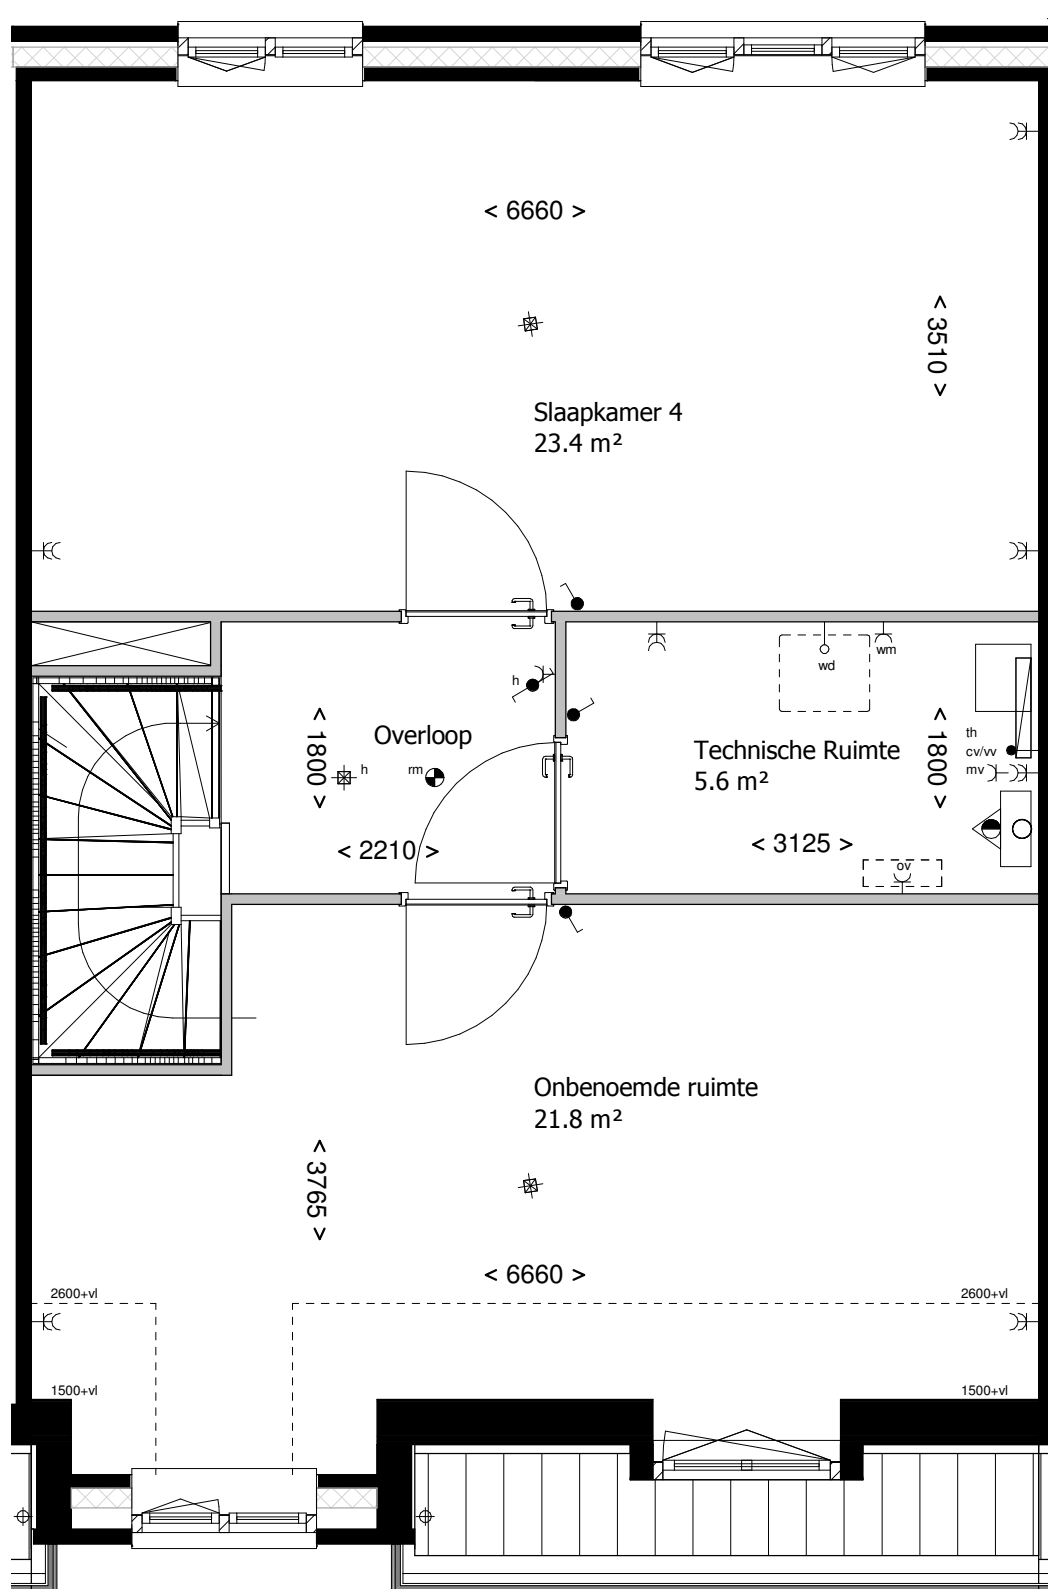 < 6660 >
< 3510 >
Slaapkamer 4
23.4 m²
h
wd
wm
Overloop
< 1800 >
h
rm
< 2210 >
Technische Ruimte
5.6 m²
< 1800 >
th
cv/vv
mv
< 3125 >
ov
Onbenoemde ruimte
21.8 m²
< 3765 >
< 6660 >
2600+vl
2600+vl
1500+vl
1500+vl